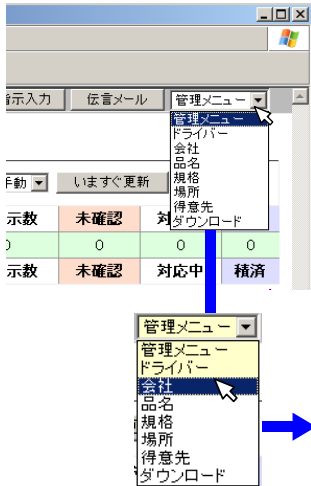 示入力 伝言メール 管理メニュー
管理メニュー
ドライバー
会社
品名
規格
場所
得意先
ダウンロード
手動 いますぐ更新
示数 未確認 対
0 0 0
示数 未確認 対応中 積済
管理メニュー
管理メニュー
ドライバー
会社
品名
規格
場所
得意先
ダウンロード